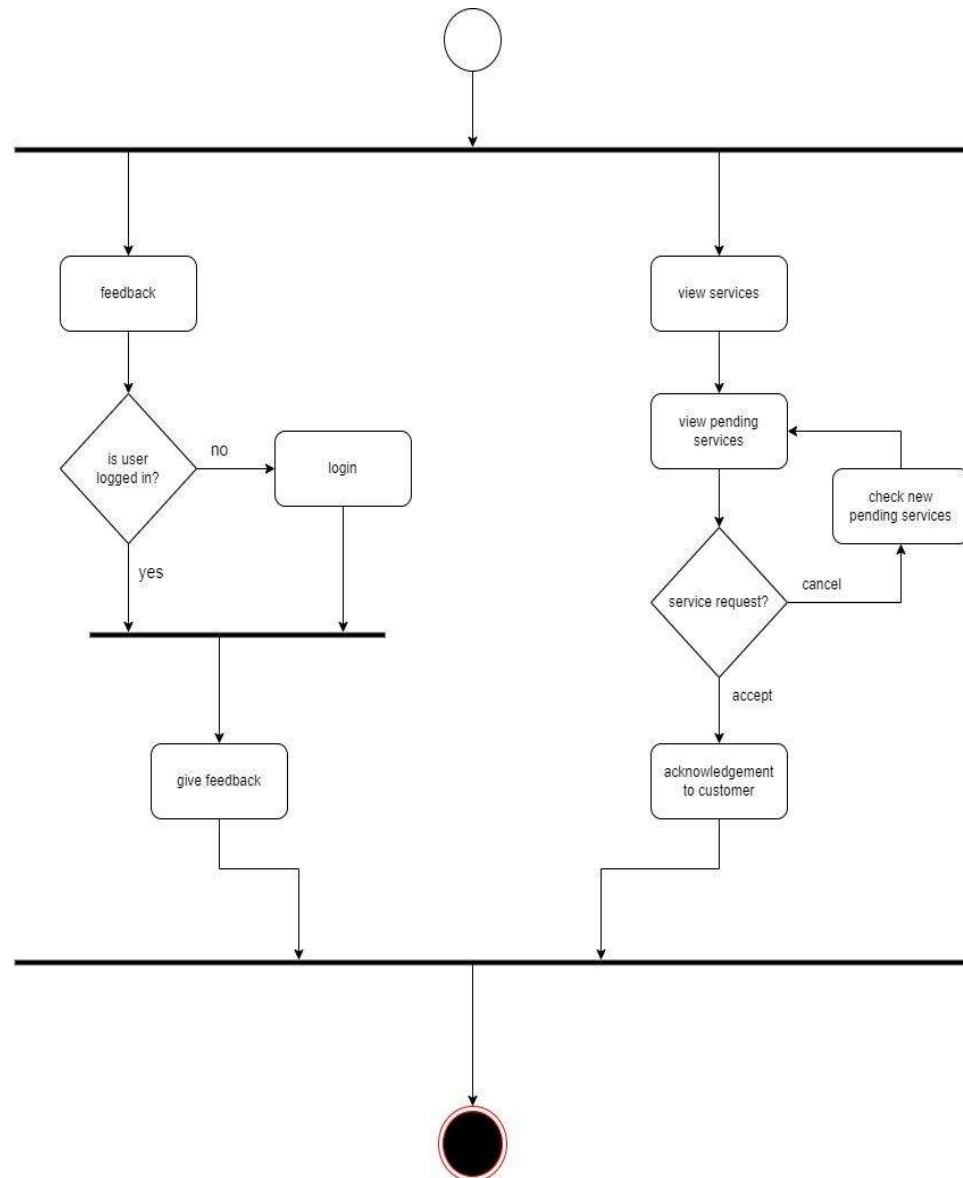 feedback
view services
is user
logged in?
no
login
yes
view pending
services
check new
pending services
service request?
cancel
accept
give feedback
acknowledgement
to customer